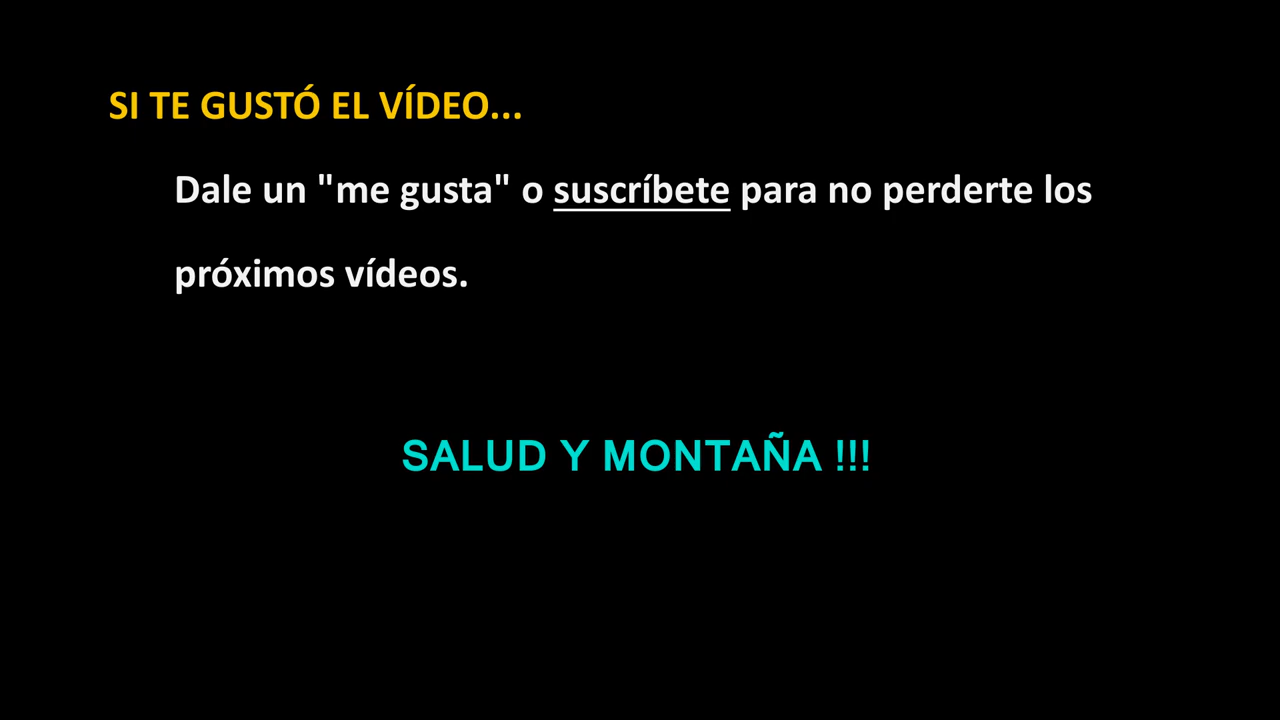 SI TE GUSTÓ EL VÍDEO...
Dale un "me gusta" o suscríbete para no perderte los
próximos vídeos.
SALUD Y MONTAÑA !!!